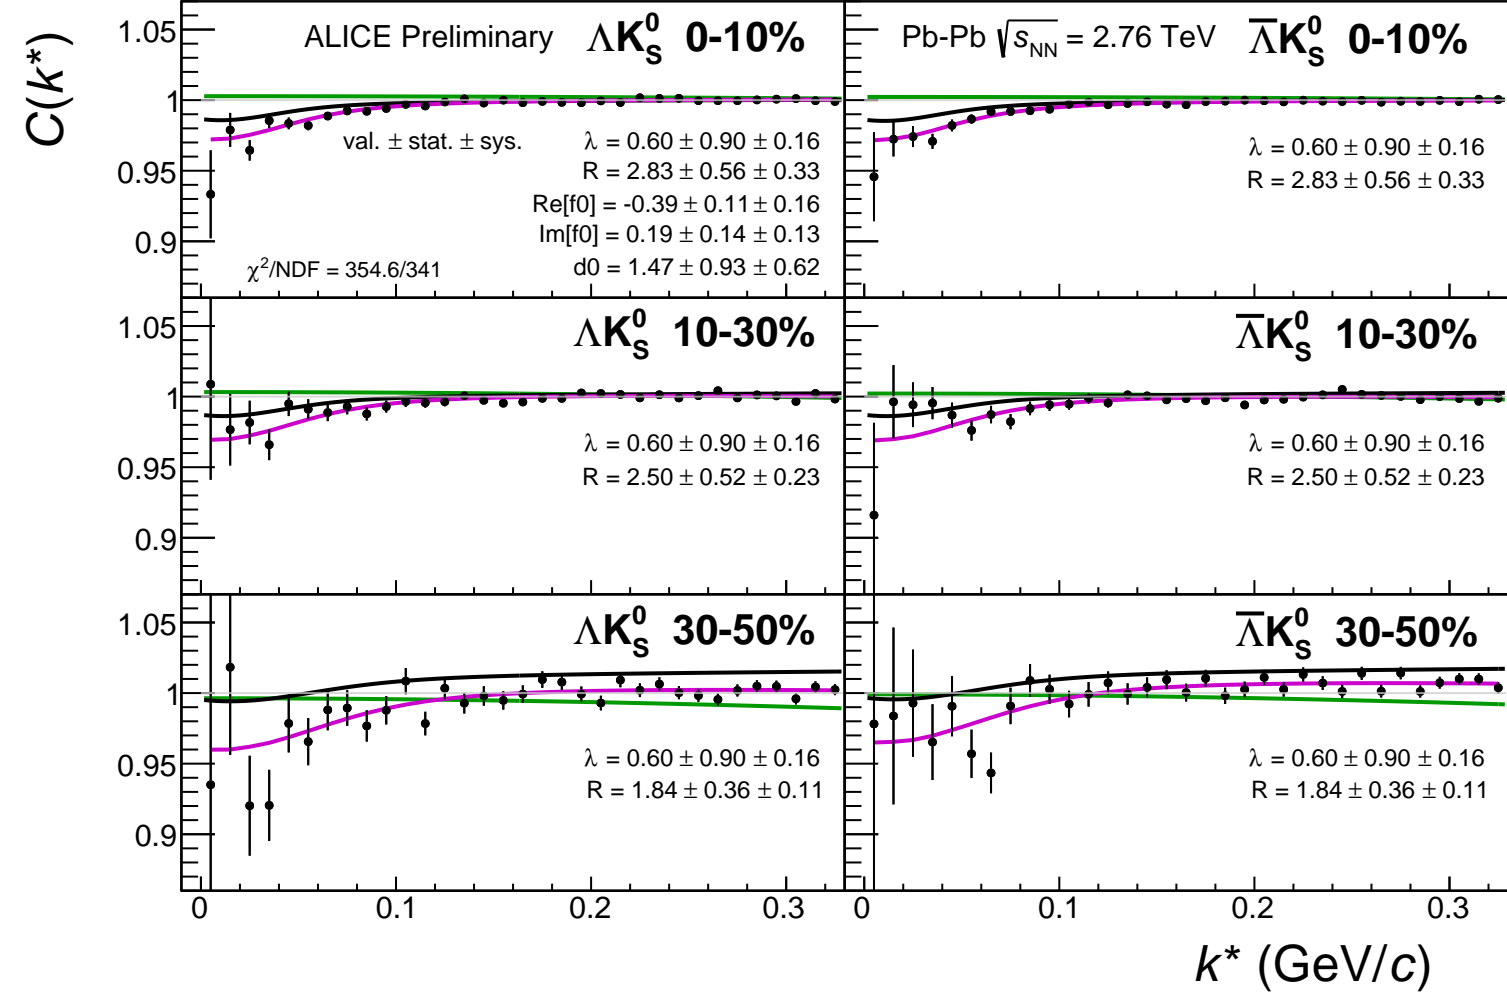 C(k*)
ALICE Preliminary ΛK⁰_S 0-10%
1.05
1
0.95
0.9
val. ± stat. ± sys.
λ = 0.60 ± 0.90 ± 0.16
R = 2.83 ± 0.56 ± 0.33
Re[f0] = -0.39 ± 0.11 ± 0.16
Im[f0] = 0.19 ± 0.14 ± 0.13
d0 = 1.47 ± 0.93 ± 0.62
χ²/NDF = 354.6/341
Pb-Pb √s_NN = 2.76 TeV Λ̅K⁰_S 0-10%
λ = 0.60 ± 0.90 ± 0.16
R = 2.83 ± 0.56 ± 0.33
ΛK⁰_S 10-30%
1.05
1
0.95
0.9
λ = 0.60 ± 0.90 ± 0.16
R = 2.50 ± 0.52 ± 0.23
Λ̅K⁰_S 10-30%
λ = 0.60 ± 0.90 ± 0.16
R = 2.50 ± 0.52 ± 0.23
ΛK⁰_S 30-50%
1.05
1
0.95
0.9
λ = 0.60 ± 0.90 ± 0.16
R = 1.84 ± 0.36 ± 0.11
Λ̅K⁰_S 30-50%
λ = 0.60 ± 0.90 ± 0.16
R = 1.84 ± 0.36 ± 0.11
0 0.1 0.2 0.3
0 0.1 0.2 0.3
k* (GeV/c)